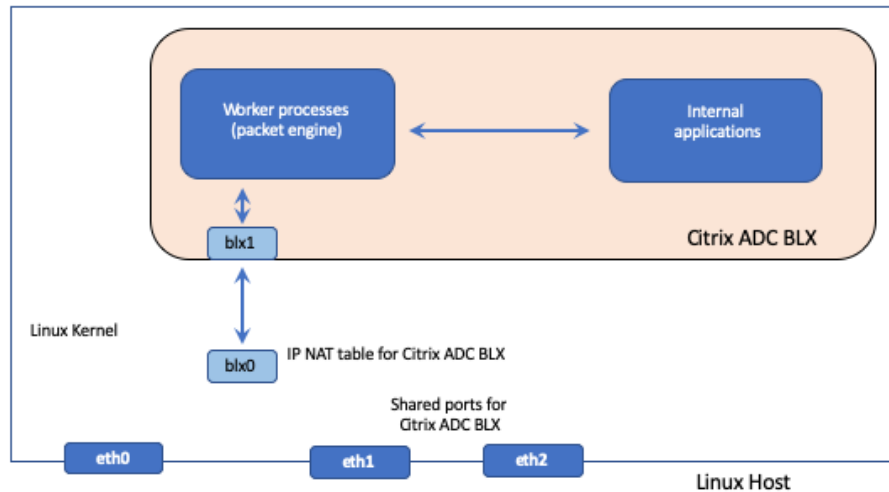 Worker processes
(packet engine)
Internal
applications
blx1
Citrix ADC BLX
Linux Kernel
blx0
IP NAT table for Citrix ADC BLX
Shared ports for
Citrix ADC BLX
eth0
eth1
eth2
Linux Host